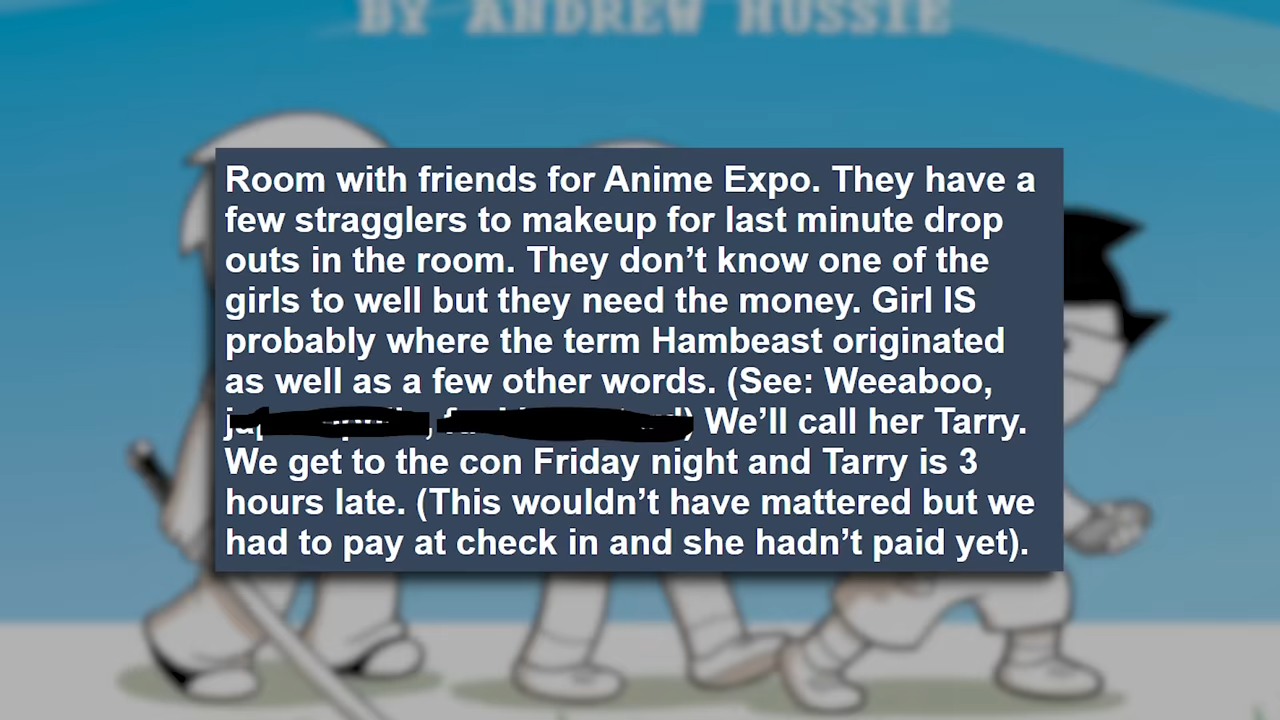 BY ANDREW HUSSIE
Room with friends for Anime Expo. They have a
few stragglers to makeup for last minute drop
outs in the room. They don’t know one of the
girls to well but they need the money. Girl IS
probably where the term Hambeast originated
as well as a few other words. (See: Weeaboo,
We’ll call her Tarry.
We get to the con Friday night and Tarry is 3
hours late. (This wouldn’t have mattered but we
had to pay at check in and she hadn’t paid yet).